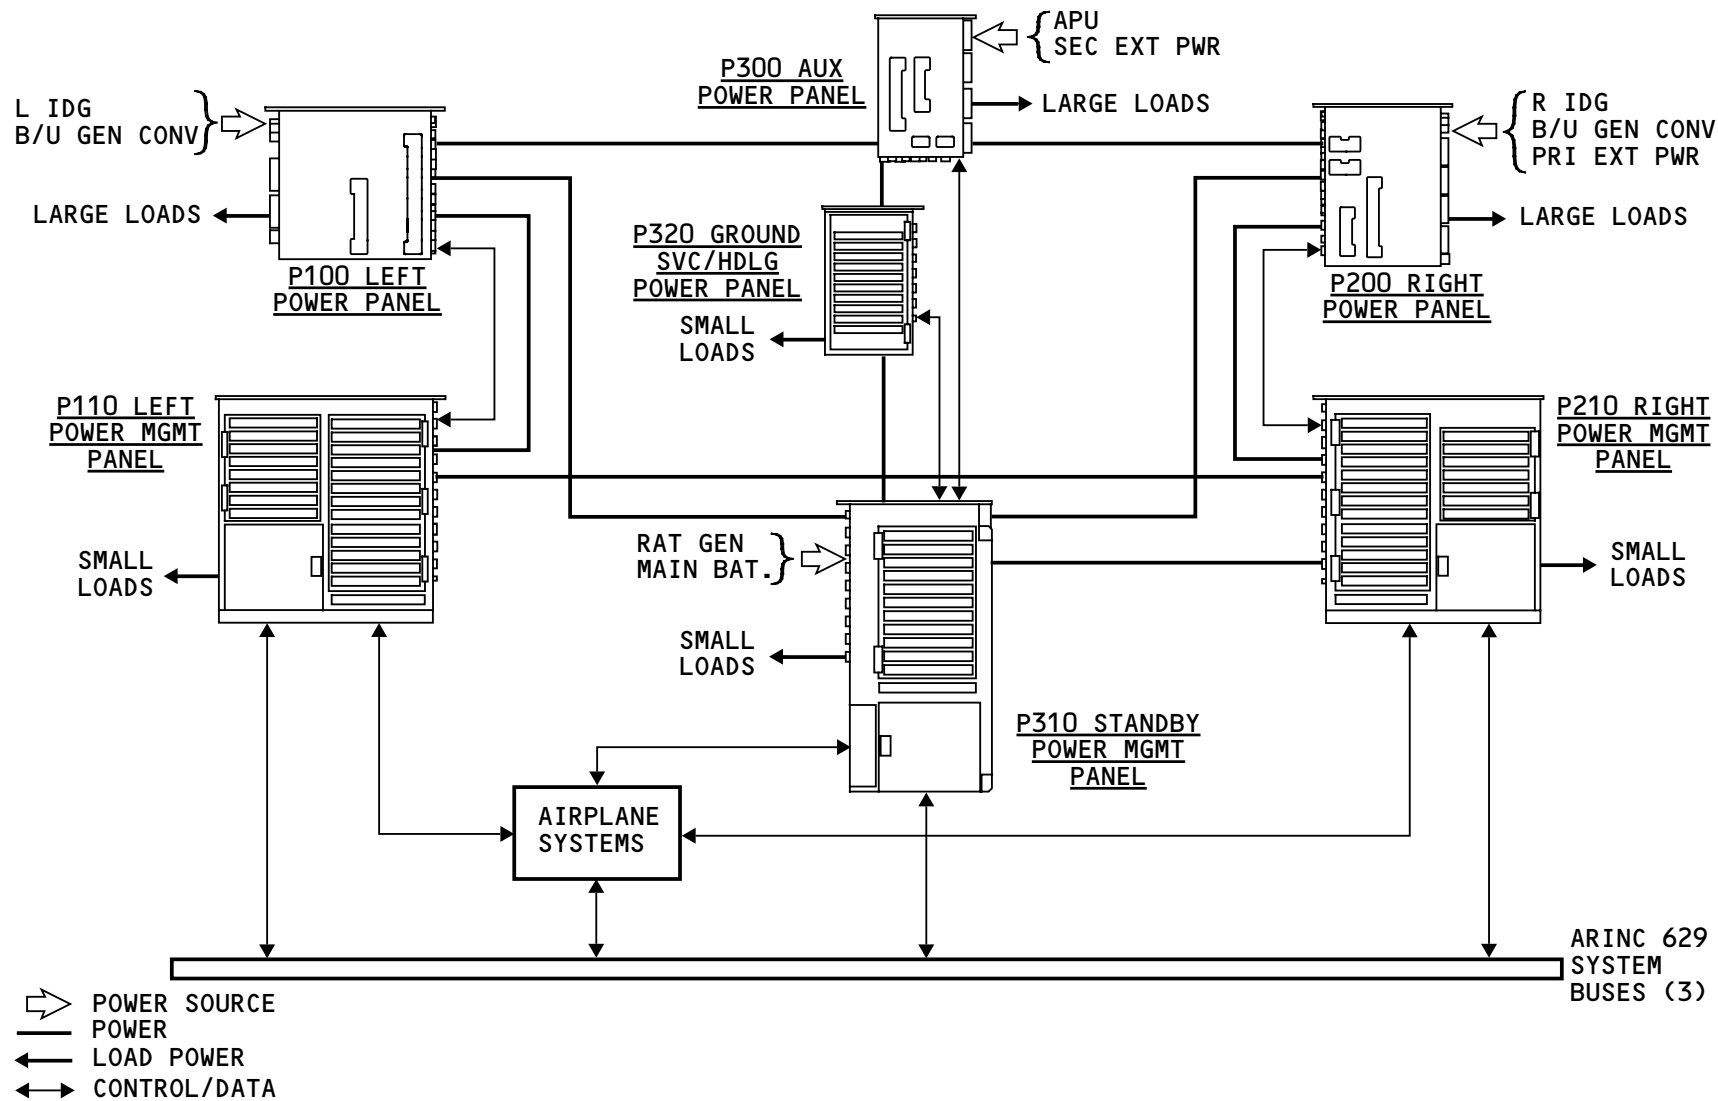 APU
SEC EXT PWR
P300 AUX
POWER PANEL
LARGE LOADS
L IDG
B/U GEN CONV
LARGE LOADS
P100 LEFT
POWER PANEL
R IDG
B/U GEN CONV
PRI EXT PWR
LARGE LOADS
P200 RIGHT
POWER PANEL
P320 GROUND
SVC/HDLG
POWER PANEL
SMALL
LOADS
P110 LEFT
POWER MGMT
PANEL
SMALL
LOADS
P210 RIGHT
POWER MGMT
PANEL
SMALL
LOADS
RAT GEN
MAIN BAT.
SMALL
LOADS
P310 STANDBY
POWER MGMT
PANEL
AIRPLANE
SYSTEMS
ARINC 629
SYSTEM
BUSES (3)
POWER SOURCE
POWER
LOAD POWER
CONTROL/DATA